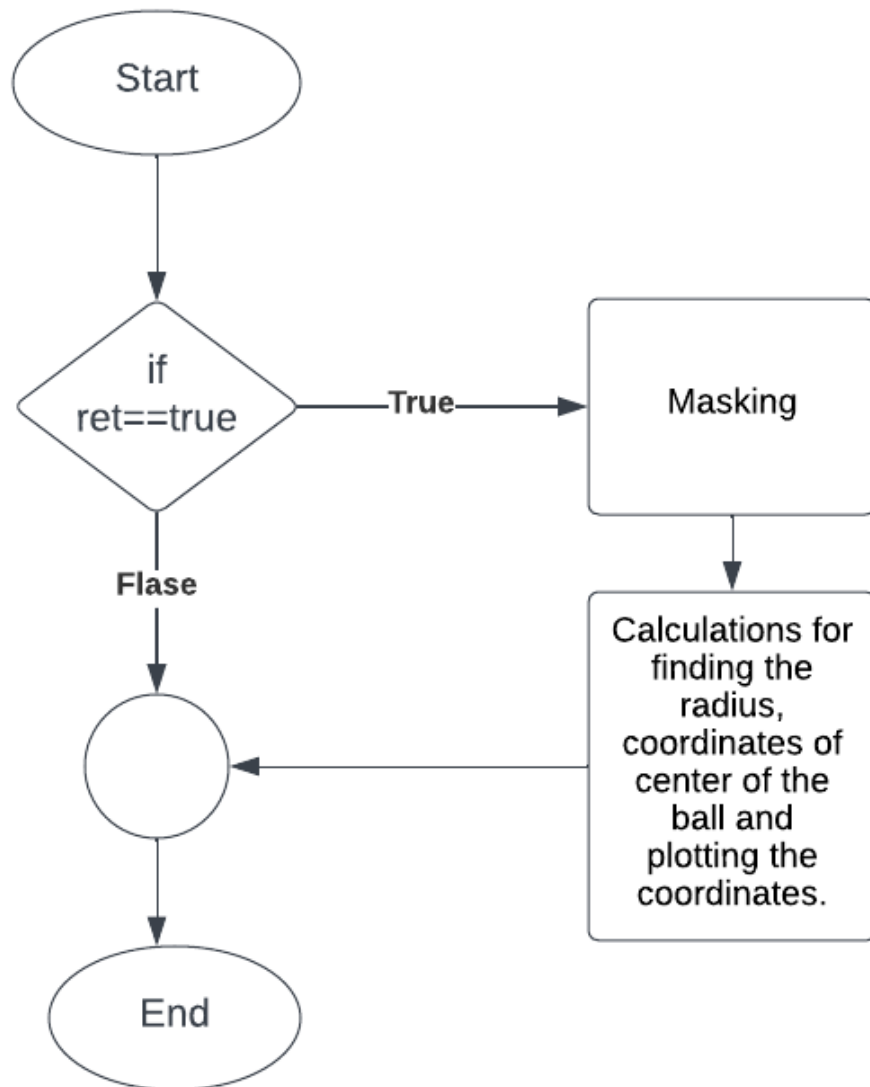 Start
if
ret==true
True
Masking
Flase
Calculations for
finding the
radius,
coordinates of
center of the
ball and
plotting the
coordinates.
End